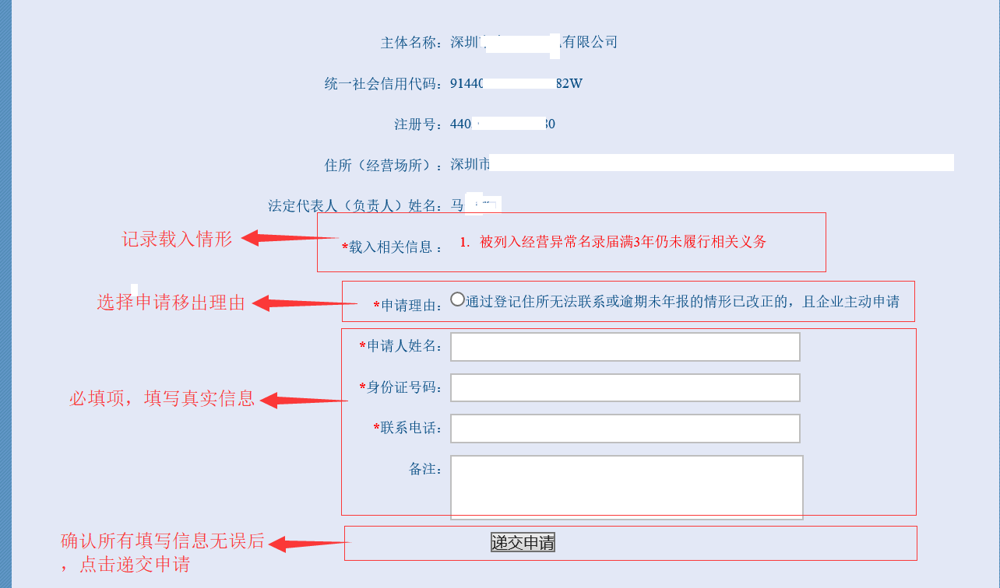 主体名称：深圳 有限公司
统一社会信用代码：91440 82W
注册号：440 80
住所（经营场所）：深圳市
法定代表人（负责人）姓名：马
记录载入情形
*载入相关信息： 1. 被列入经营异常名录届满3年仍未履行相关义务
选择申请移出理由
*申请理由： 通过登记住所无法联系或逾期未年报的情形已改正的，且企业主动申请
*申请人姓名：
*身份证号码：
必填项，填写真实信息
*联系电话：
备注：
确认所有填写信息无误后
，点击递交申请
递交申请